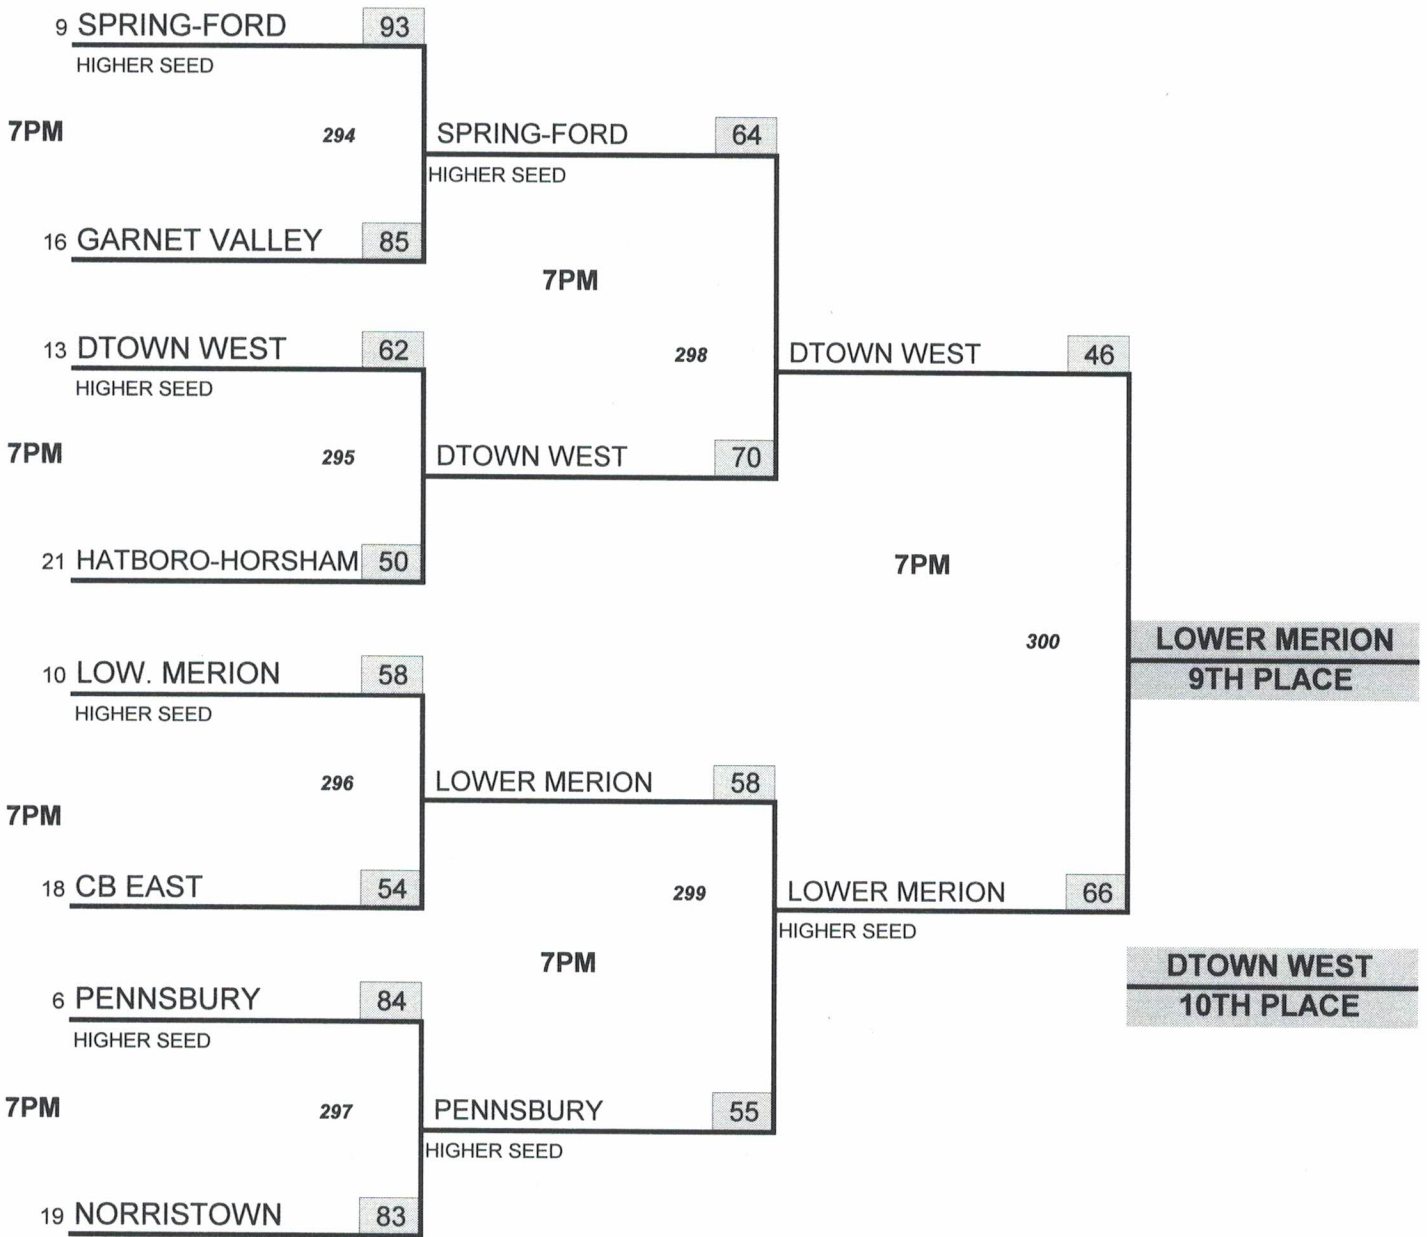 9 SPRING-FORD 93
HIGHER SEED
7PM 294
SPRING-FORD 64
HIGHER SEED
16 GARNET VALLEY 85
7PM
13 DTOWN WEST 62
HIGHER SEED
298
DTOWN WEST 46
7PM 295
DTOWN WEST 70
21 HATBORO-HORSHAM 50
7PM
300
LOWER MERION
9TH PLACE
10 LOW. MERION 58
HIGHER SEED
296
LOWER MERION 58
7PM
18 CB EAST 54
299
LOWER MERION 66
HIGHER SEED
7PM
DTOWN WEST
10TH PLACE
6 PENNSBURY 84
HIGHER SEED
7PM 297
PENNSBURY 55
HIGHER SEED
19 NORRISTOWN 83